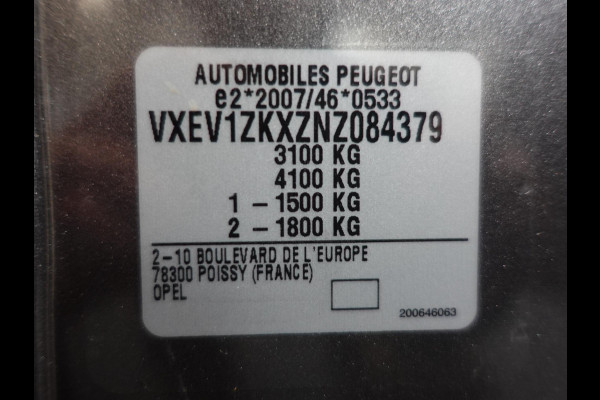 AUTOMOBILES PEUGEOT
e2*2007/46*0533
VXEV1ZKXZNZ084379
3100 KG
4100 KG
1 - 1500 KG
2 - 1800 KG
2-10 BOULEVARD DE L'EUROPE
78300 POISSY (FRANCE)
OPEL
200646063